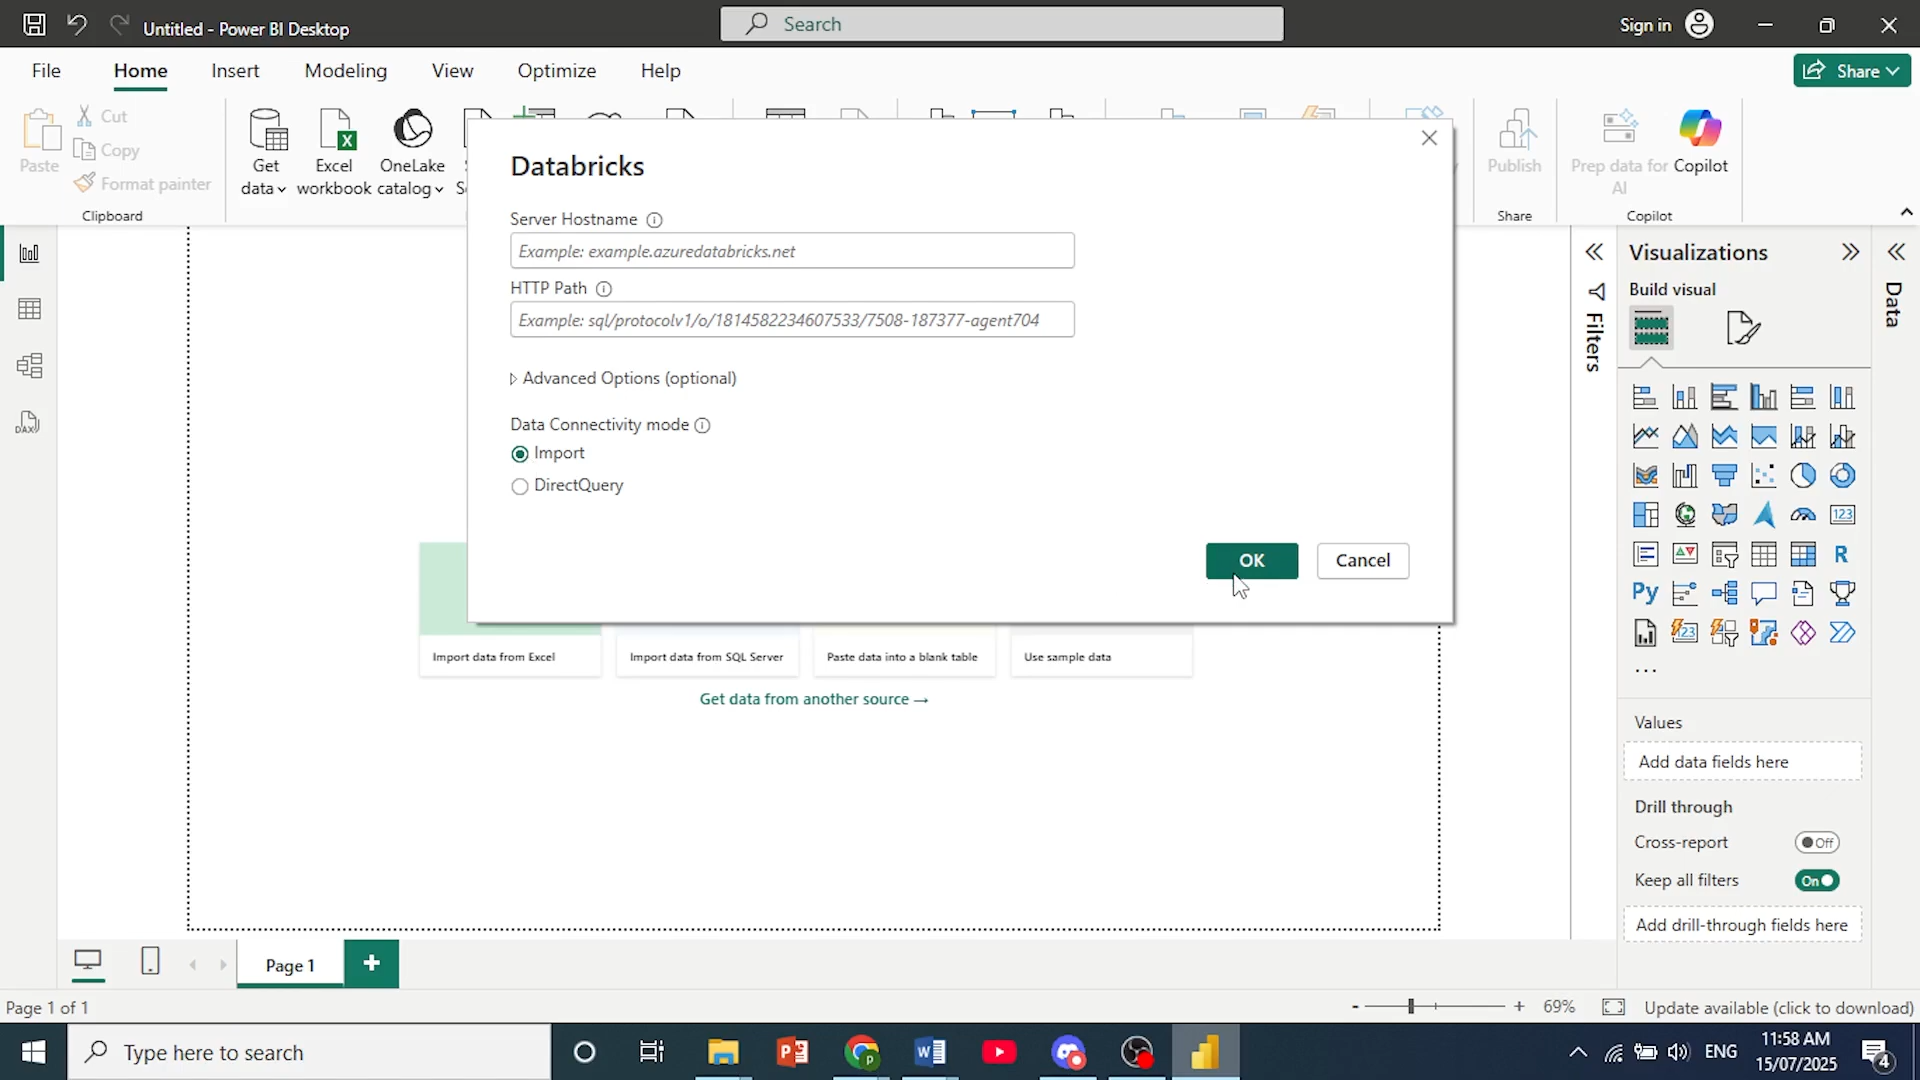 Untitled - Power BI Desktop
Search
Sign in
File
Home
Insert
Modeling
View
Optimize
Help
Share
Paste
Cut
Copy
Format painter
Clipboard
Get data
Excel workbook
OneLake catalog
Publish
Share
Prep data for AI
Copilot
Copilot
Databricks
Server Hostname
Example: example.azuredatabricks.net
HTTP Path
Example: sql/protocolv1/o/1814582234607533/7508-187377-agent704
Advanced Options (optional)
Data Connectivity mode
Import
DirectQuery
OK
Cancel
Import data from Excel
Import data from SQL Server
Paste data into a blank table
Use sample data
Get data from another source →
Filters
Visualizations
Build visual
Data
DAX
123
R
Py
123
...
Values
Add data fields here
Drill through
Cross-report
Off
Keep all filters
On
Add drill-through fields here
Page 1
+
Page 1 of 1
- + 69%
Update available (click to download)
Type here to search
ENG
11:58 AM
15/07/2025
4